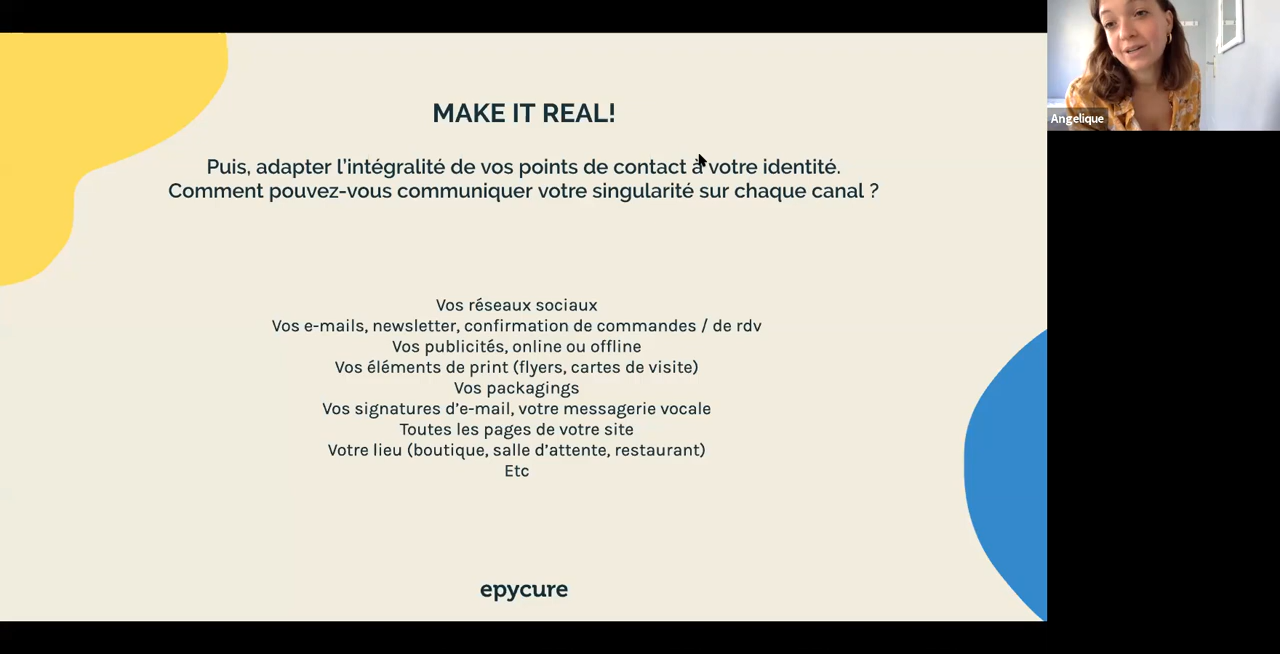 MAKE IT REAL!
Puis, adapter l'intégralité de vos points de contact à votre identité.
Comment pouvez-vous communiquer votre singularité sur chaque canal ?
Vos réseaux sociaux
Vos e-mails, newsletter, confirmation de commandes / de rdv
Vos publicités, online ou offline
Vos éléments de print (flyers, cartes de visite)
Vos packagings
Vos signatures d'e-mail, votre messagerie vocale
Toutes les pages de votre site
Votre lieu (boutique, salle d'attente, restaurant)
Etc
epycure
Angelique